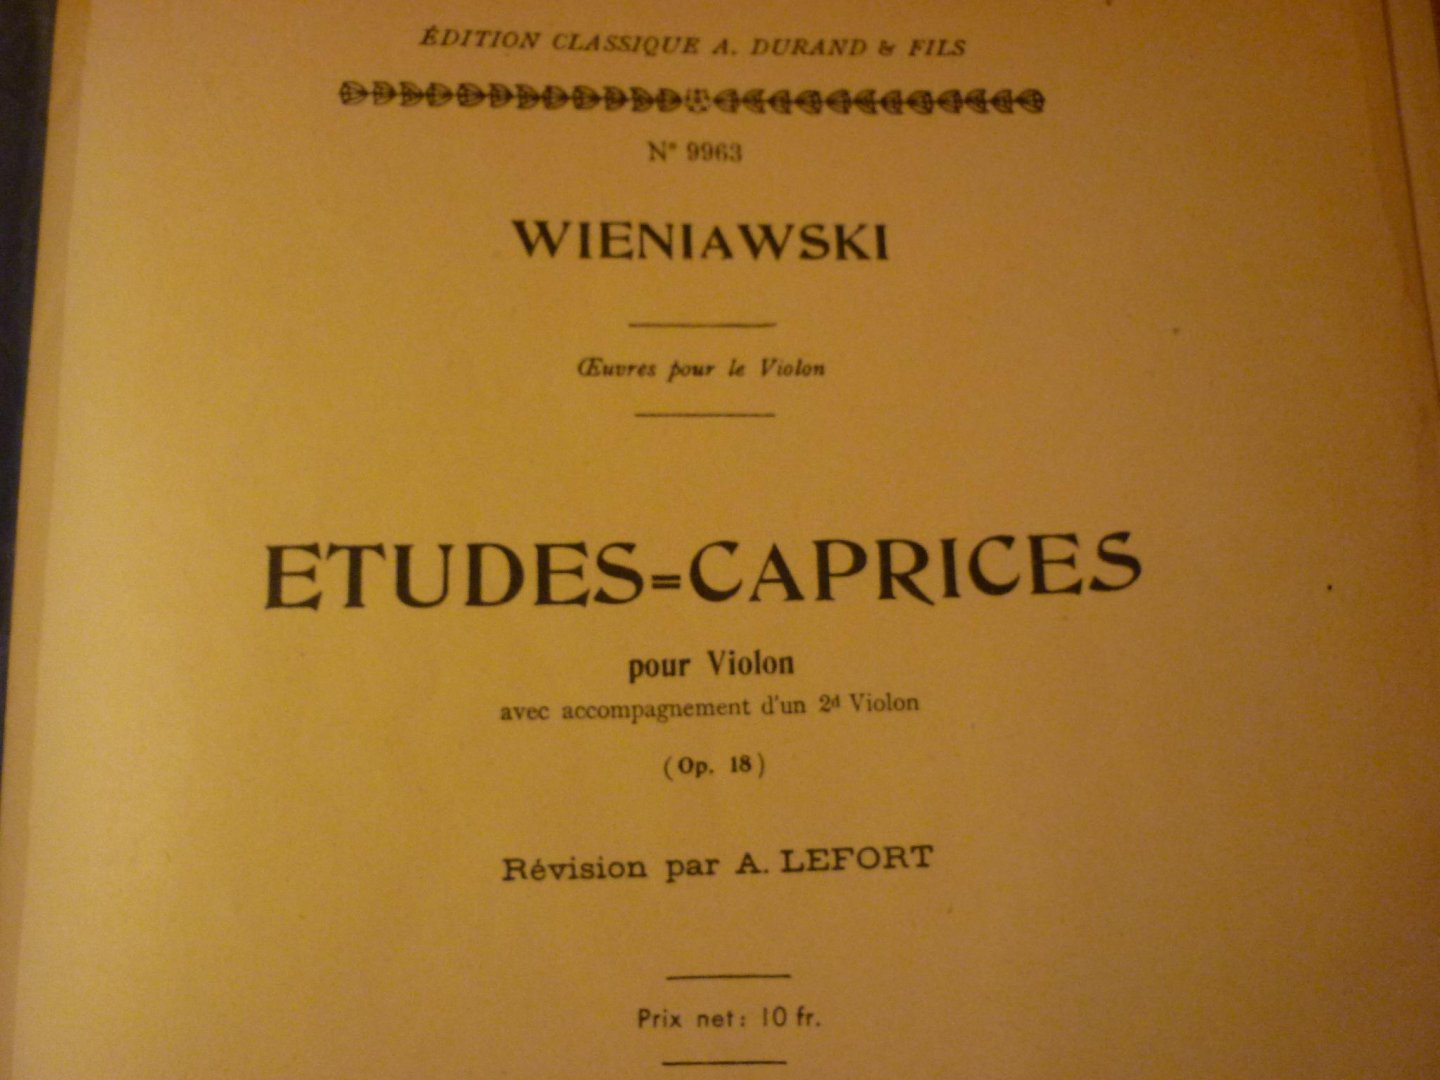 ÉDITION CLASSIQUE A. DURAND & FILS
N° 9963
WIENIAWSKI
Œuvres pour le Violon
ETUDES=CAPRICES
pour Violon
avec accompagnement d'un 2d Violon
(Op. 18)
Révision par A. LEFORT
Prix net: 10 fr.